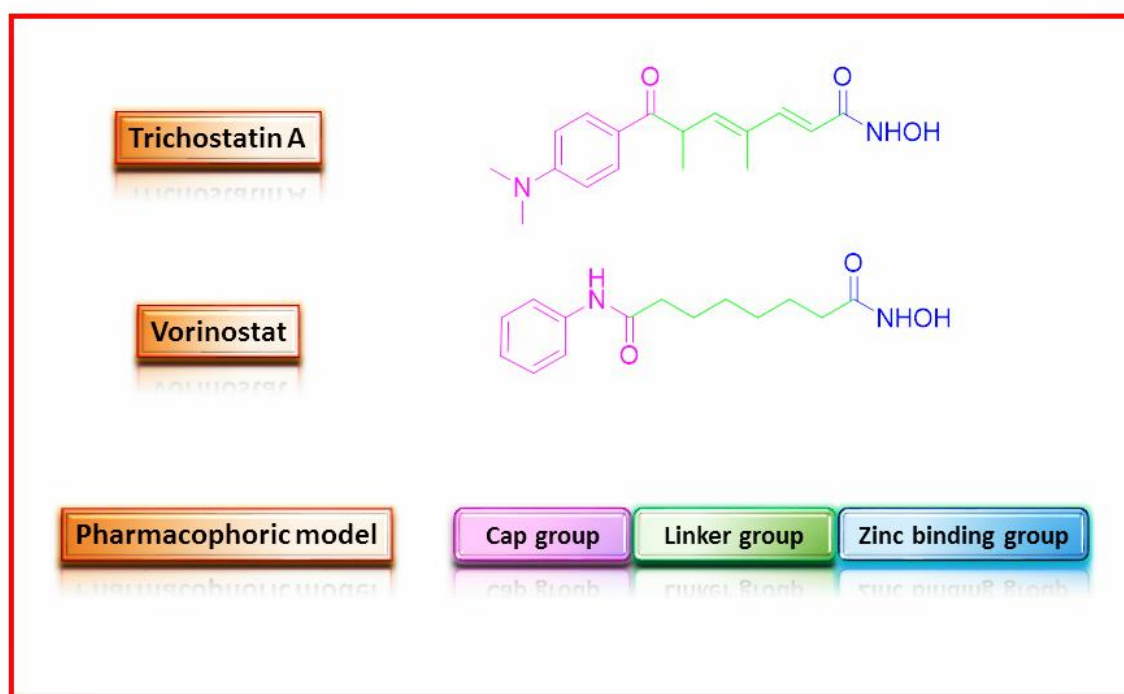 Trichostatin A
O
O
NHOH
N
Vorinostat
H
N
O
O
NHOH
Pharmacophoric model
Cap group
Linker group
Zinc binding group